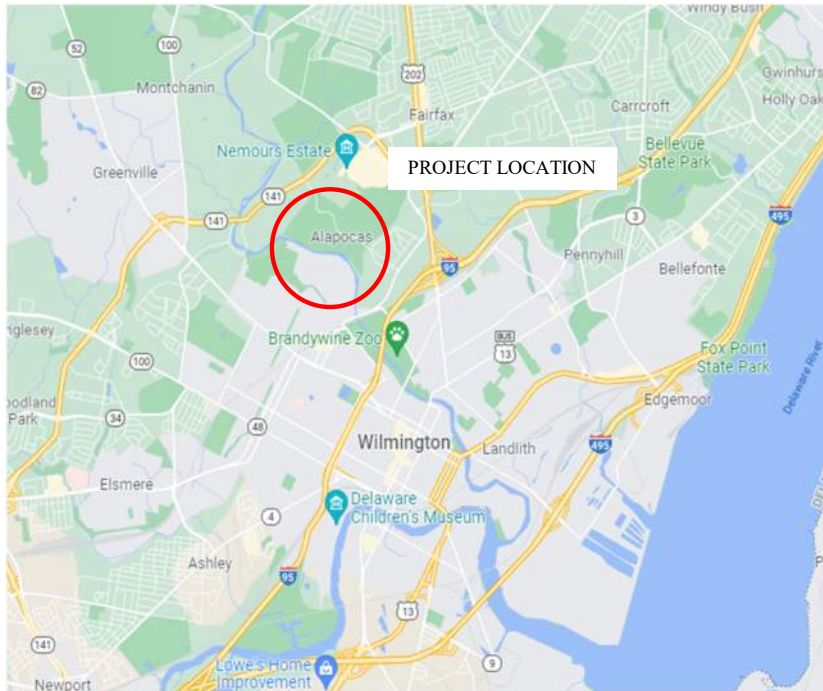 Windy Bush
52
100
202
Gwinhurs
Montchanin
82
Fairfax
Carrcroft
Holly Oak
Nemours Estate
PROJECT LOCATION
Bellevue
State Park
Greenville
141
141
3
495
Alapocas
95
Pennyhill
Bellefonte
nglesey
Brandywine Zoo
BUS
13
100
Fox Point
State Park
Delaware River
oodland
Park
34
48
Edgemoor
Wilmington
Landlith
495
Elsmere
Delaware
Children's Museum
4
Ashley
95
13
141
Lowe's Home
Improvement
9
Newport